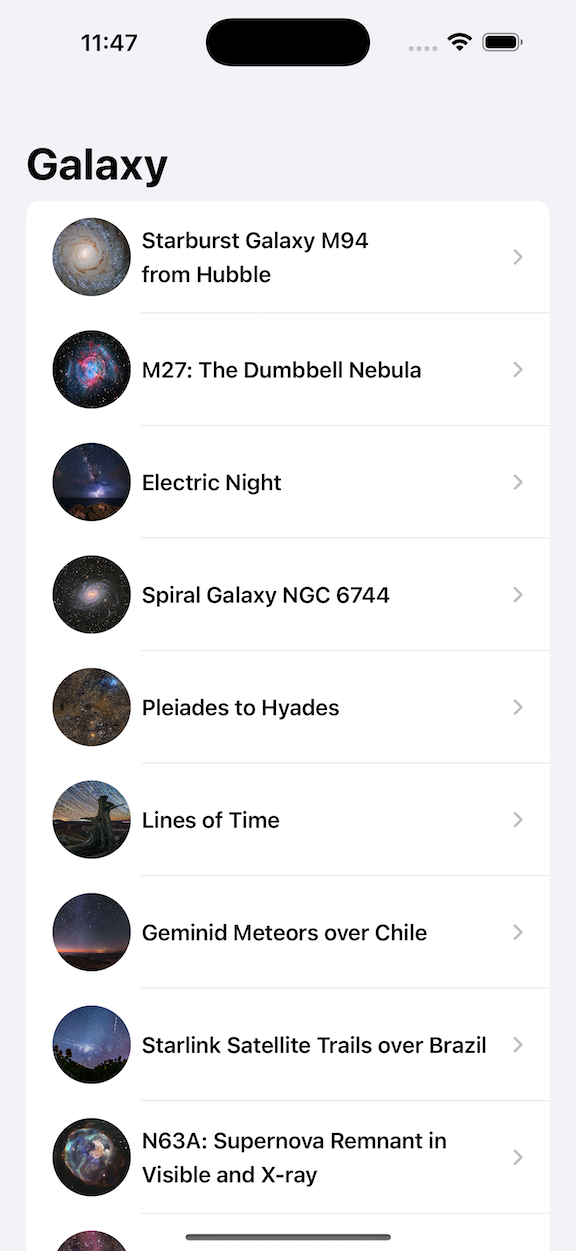 11:47
Galaxy
Starburst Galaxy M94
from Hubble
M27: The Dumbbell Nebula
Electric Night
Spiral Galaxy NGC 6744
Pleiades to Hyades
Lines of Time
Geminid Meteors over Chile
Starlink Satellite Trails over Brazil
N63A: Supernova Remnant in
Visible and X-ray